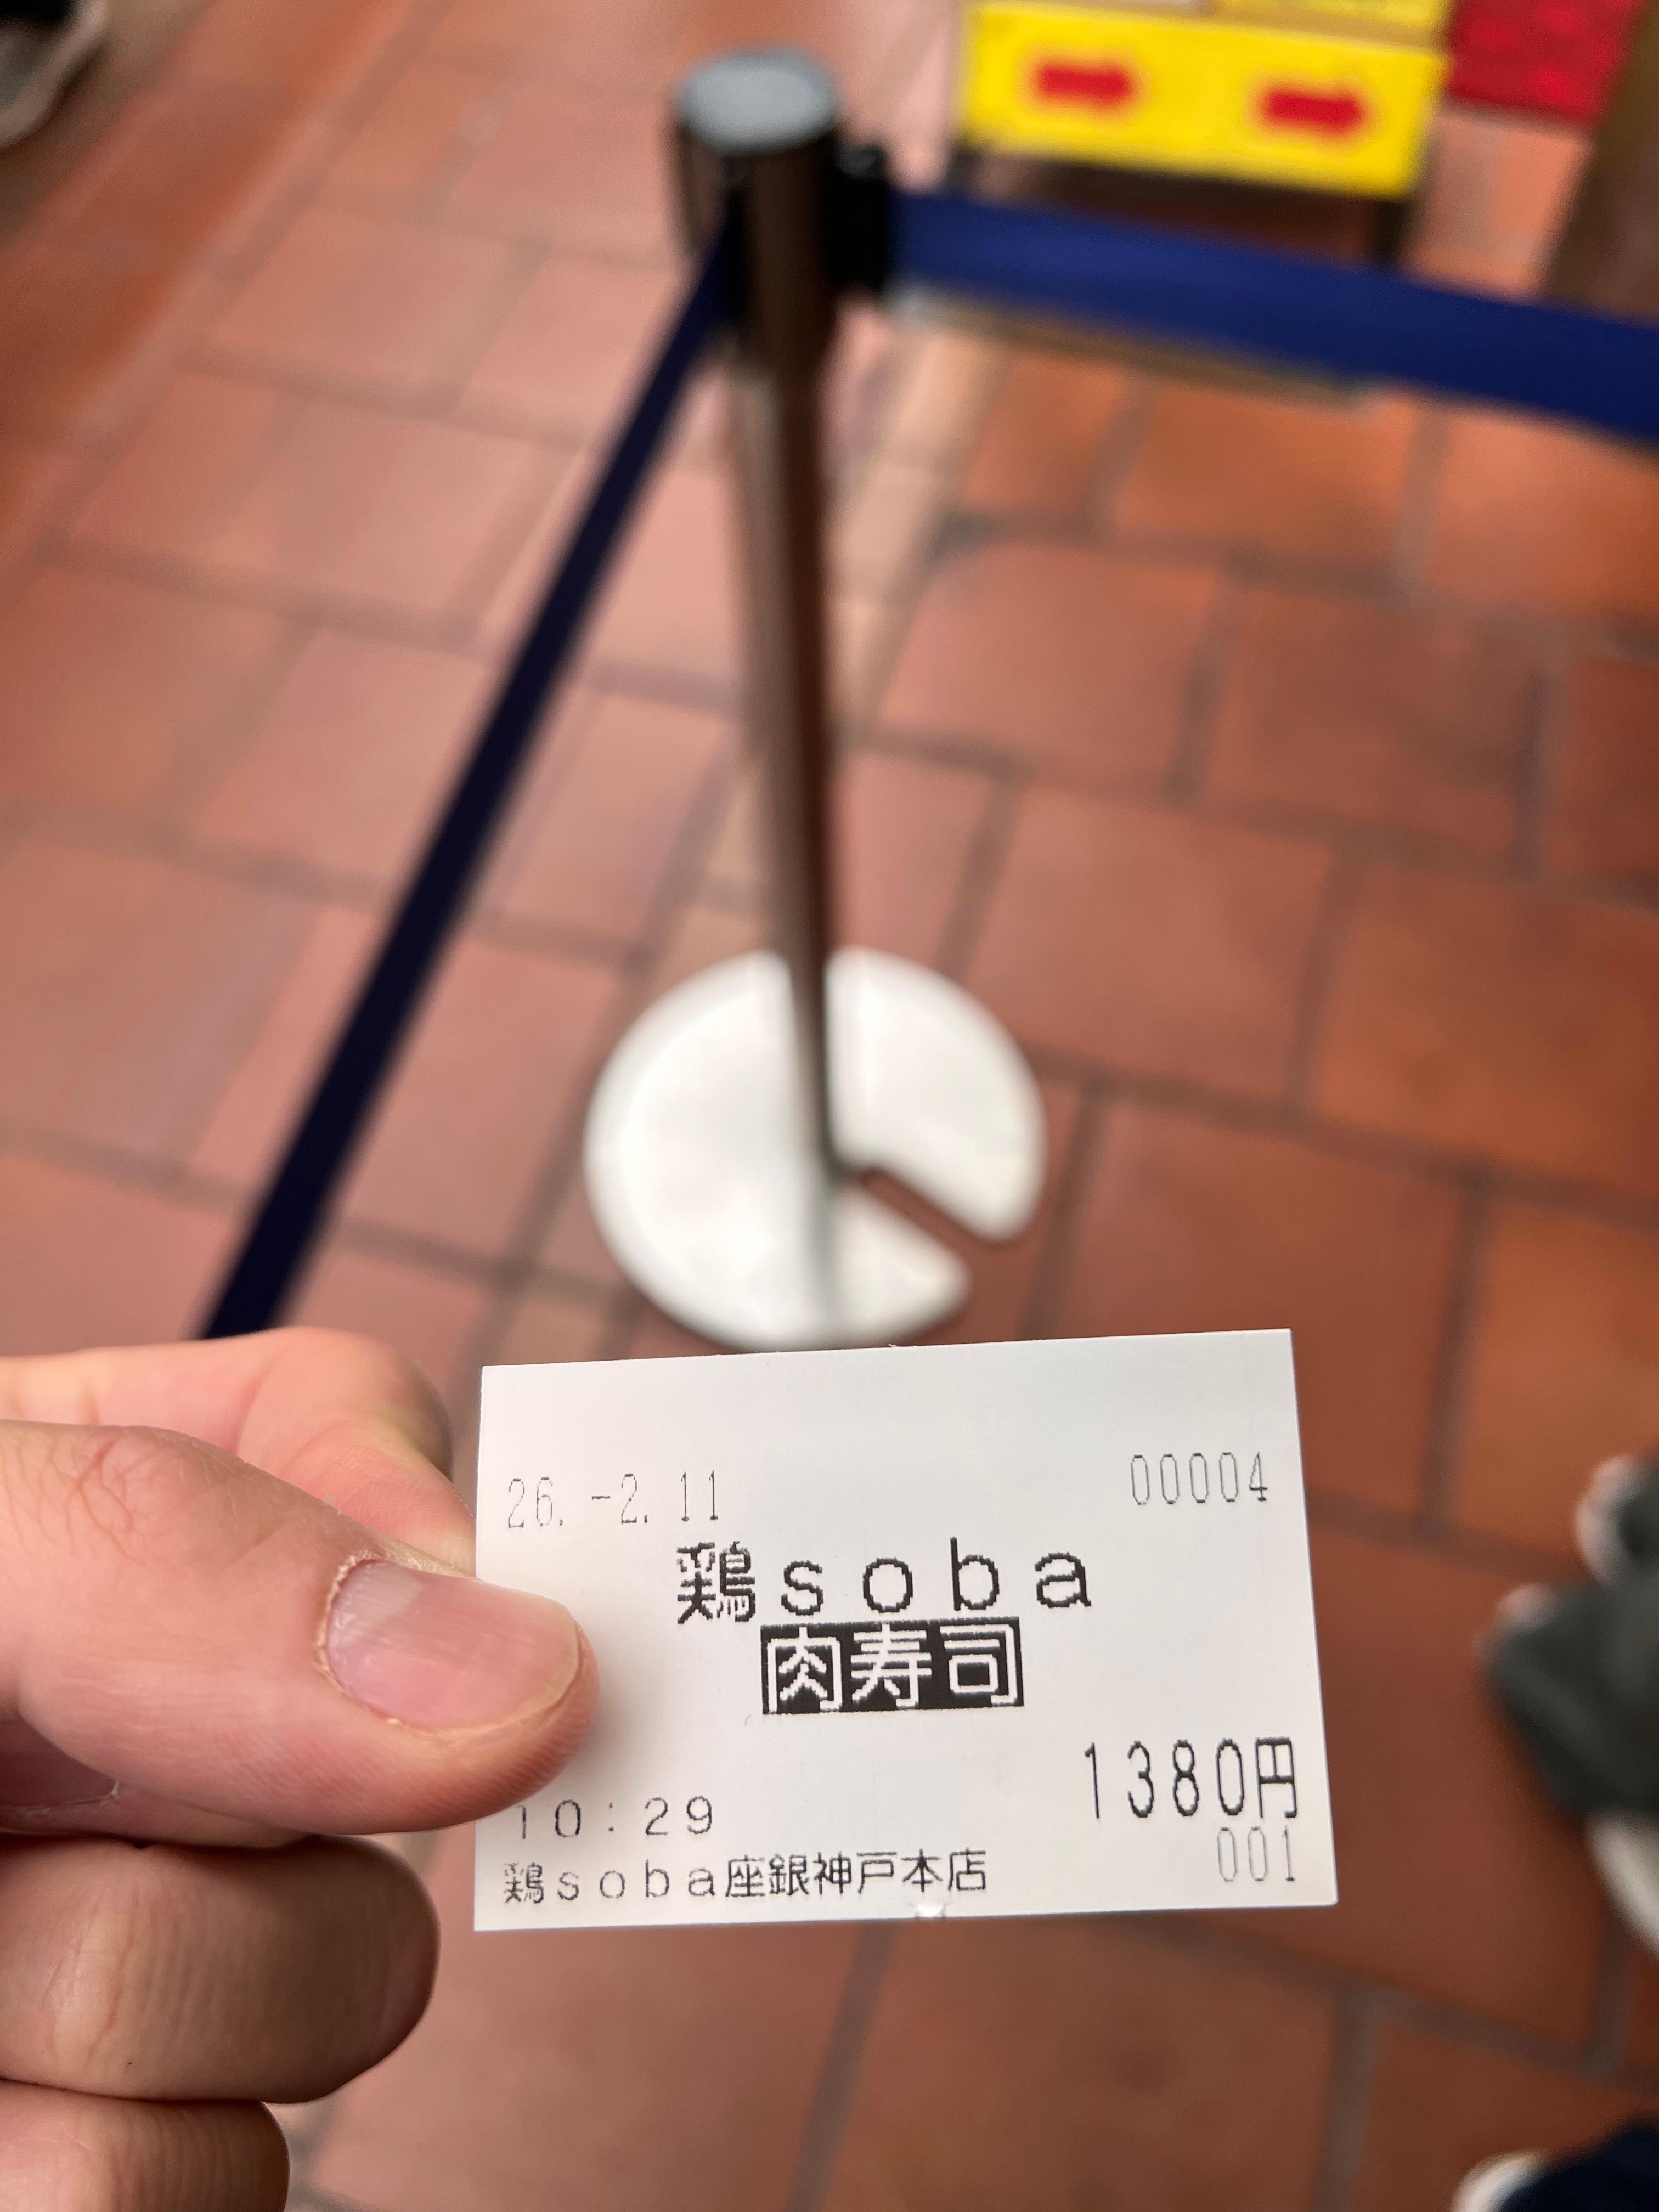 26.-2.11 00004
鶏soba
肉寿司
1380円
10:29 001
鶏soba座銀神戸本店